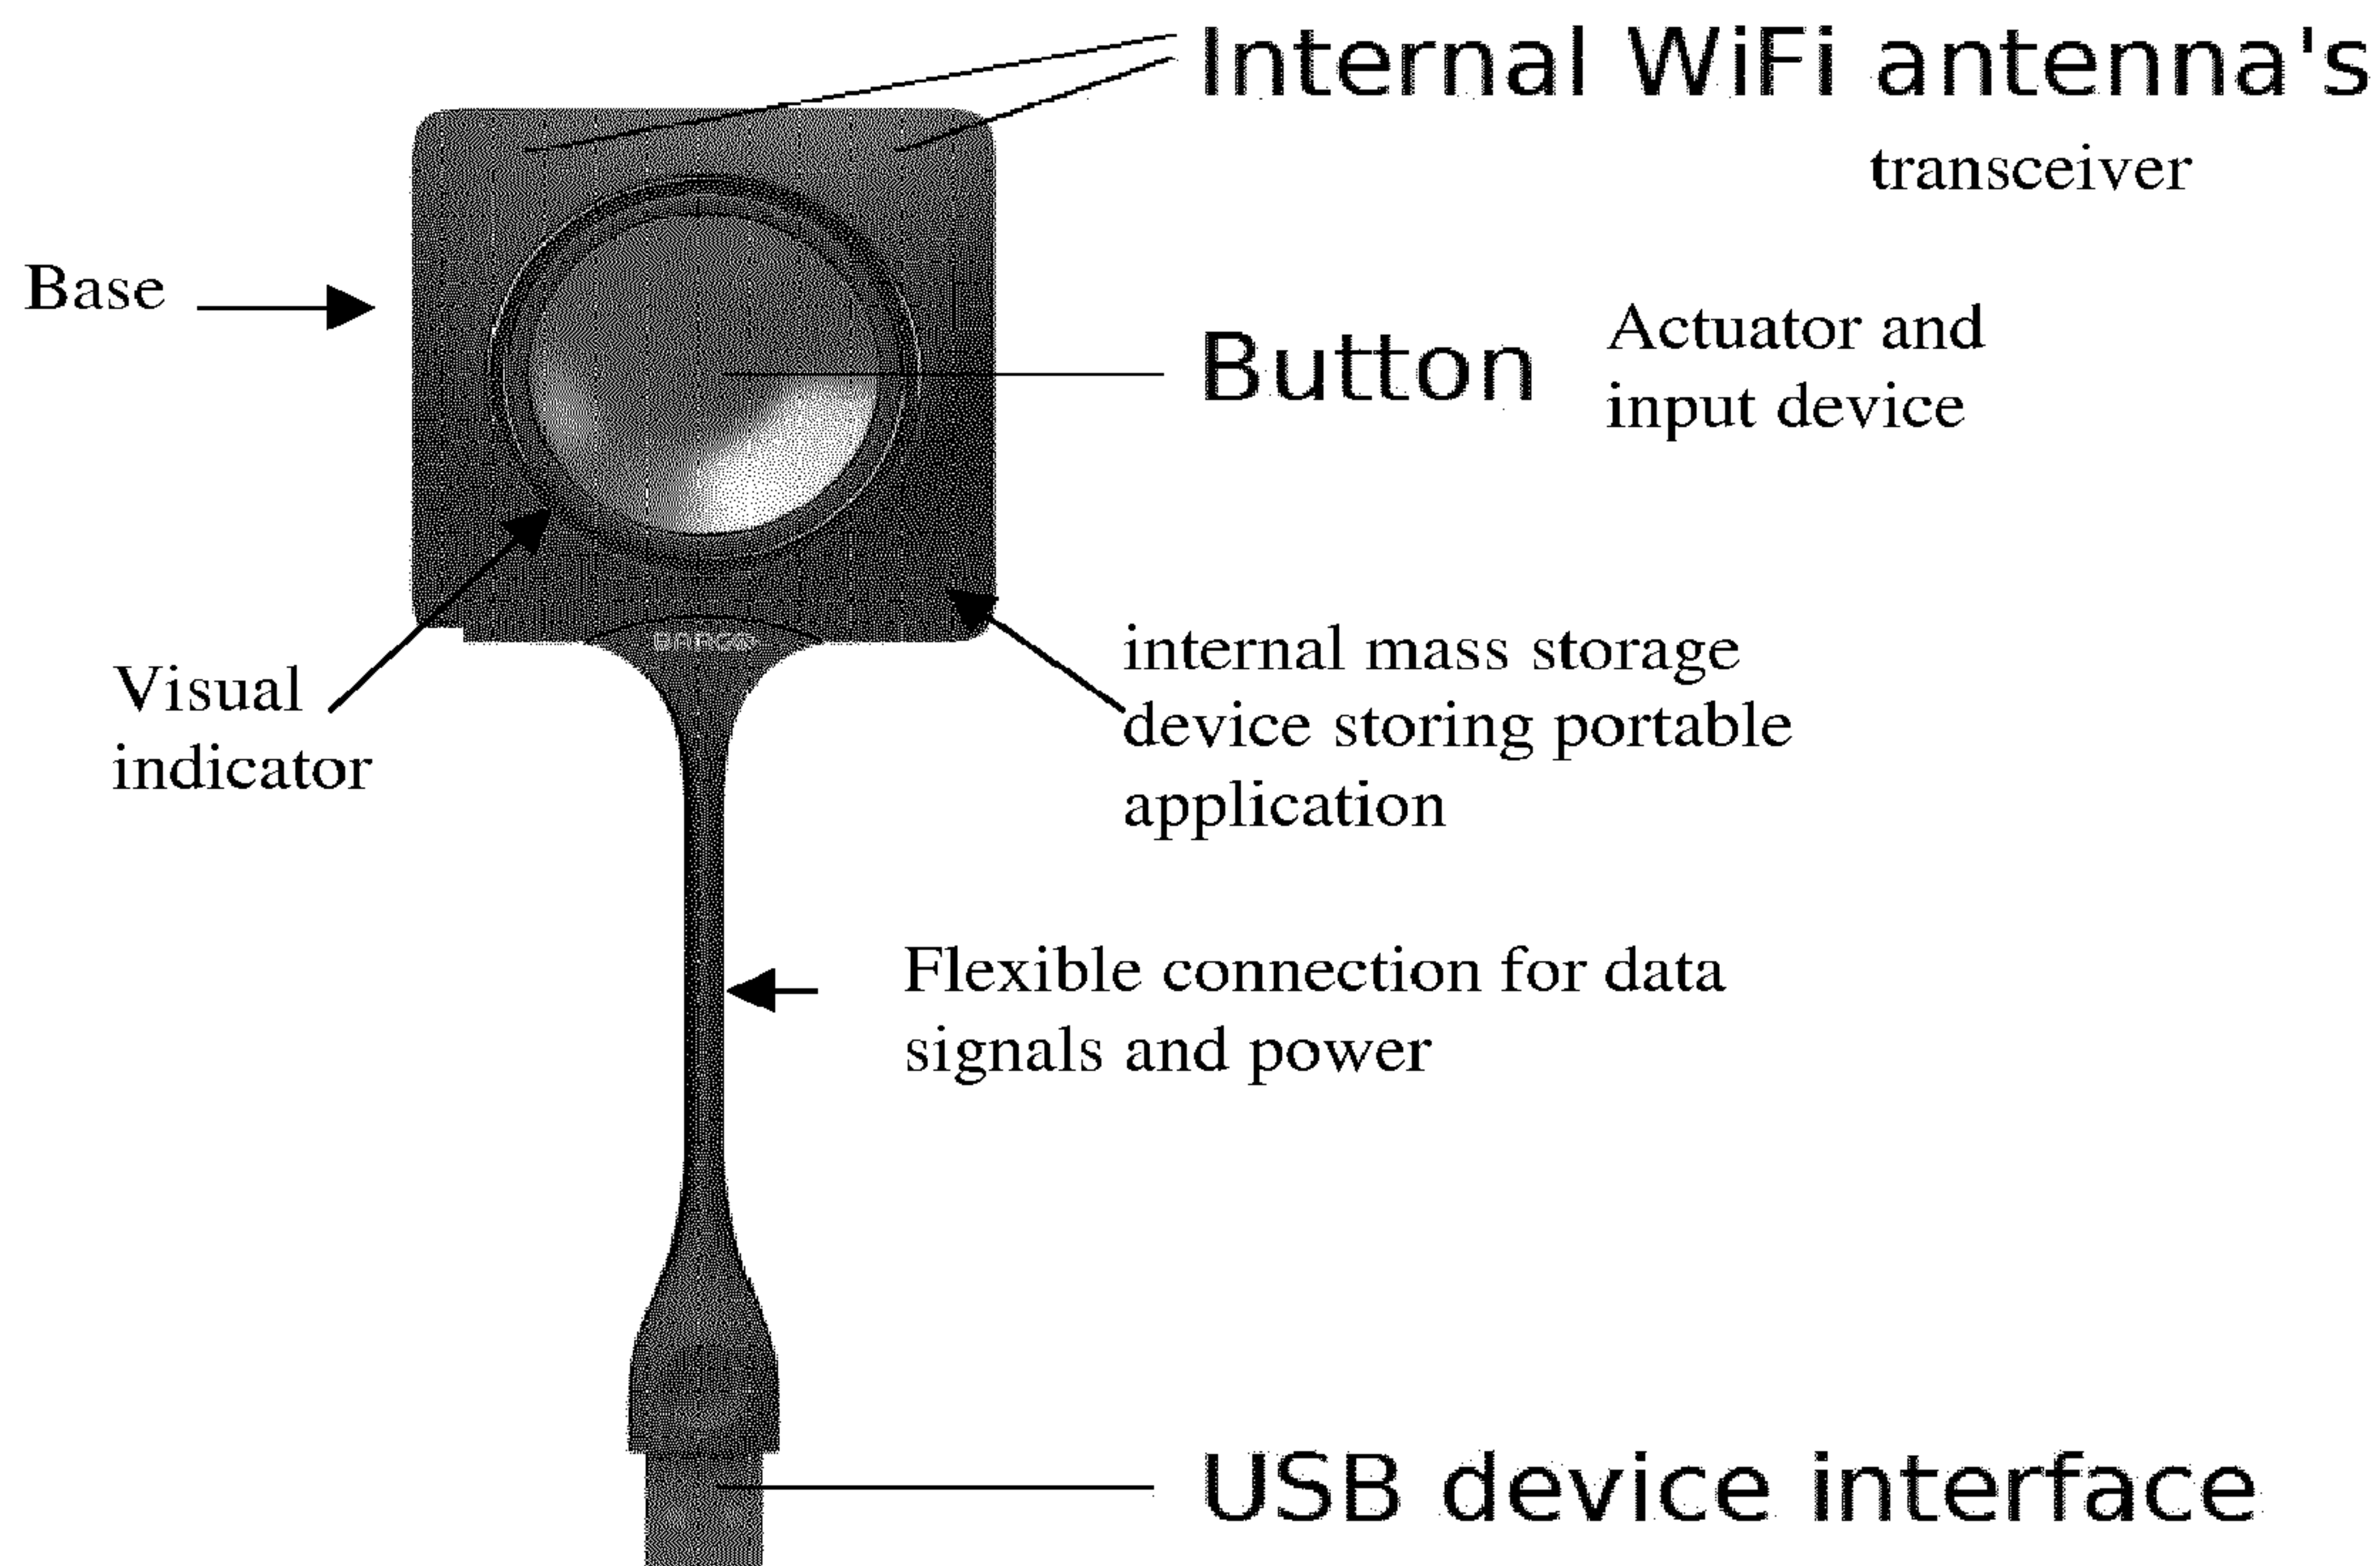 Internal WiFi antenna's
transceiver
Base
Button
Actuator and
input device
BARCO
Visual
indicator
internal mass storage
device storing portable
application
Flexible connection for data
signals and power
USB device interface